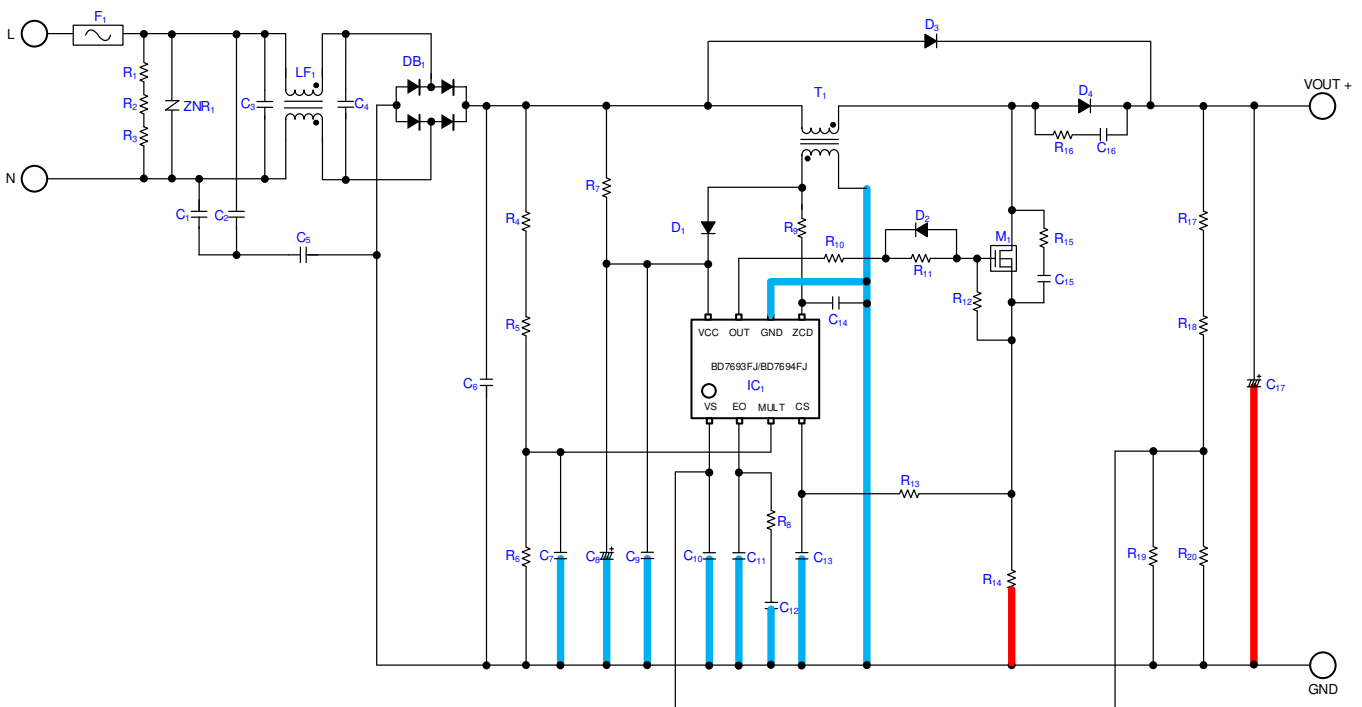 F1
L
D3
R1
LF1
DB1
VOUT +
T1
D4
R2
C3
C4
ZNR1
R3
R16
C16
N
R7
C1
C2
R4
D1
R9
D2
R17
C5
R10
M1
R15
R11
C15
R12
C14
R5
R18
VCC OUT GND ZCD
BD7693FJ/BD7694FJ
C6
IC1
C17
VS EO MULT CS
R13
R8
R6
C7
C8
C9
C10
C11
C13
R19
R20
R14
C12
GND